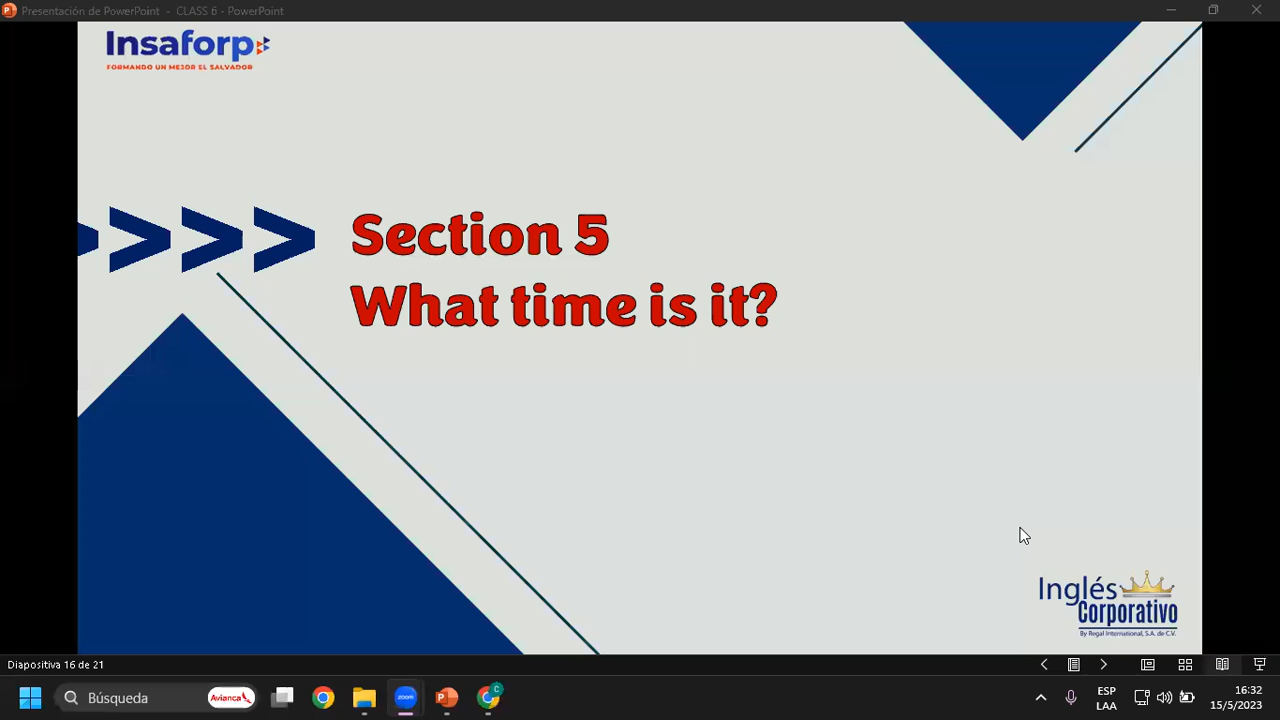 Presentación de PowerPoint - CLASS 6 - PowerPoint
Insaforp
FORMANDO UN MEJOR EL SALVADOR
Section 5
What time is it?
Inglés
Corporativo
By Regal International, S.A. de C.V.
Diapositiva 16 de 21
Búsqueda
Avianca
zoom
C
ESP
LAA
16:32
15/5/2023